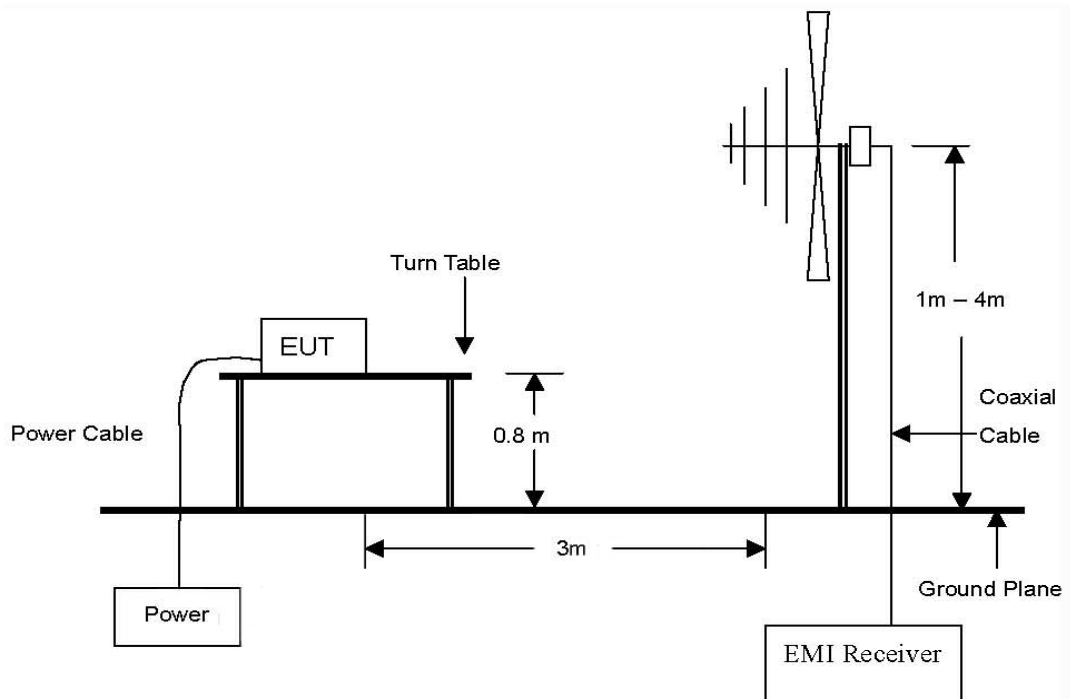 Turn Table
EUT
1m – 4m
Coaxial
Cable
Power Cable
0.8 m
3m
Ground Plane
Power
EMI Receiver